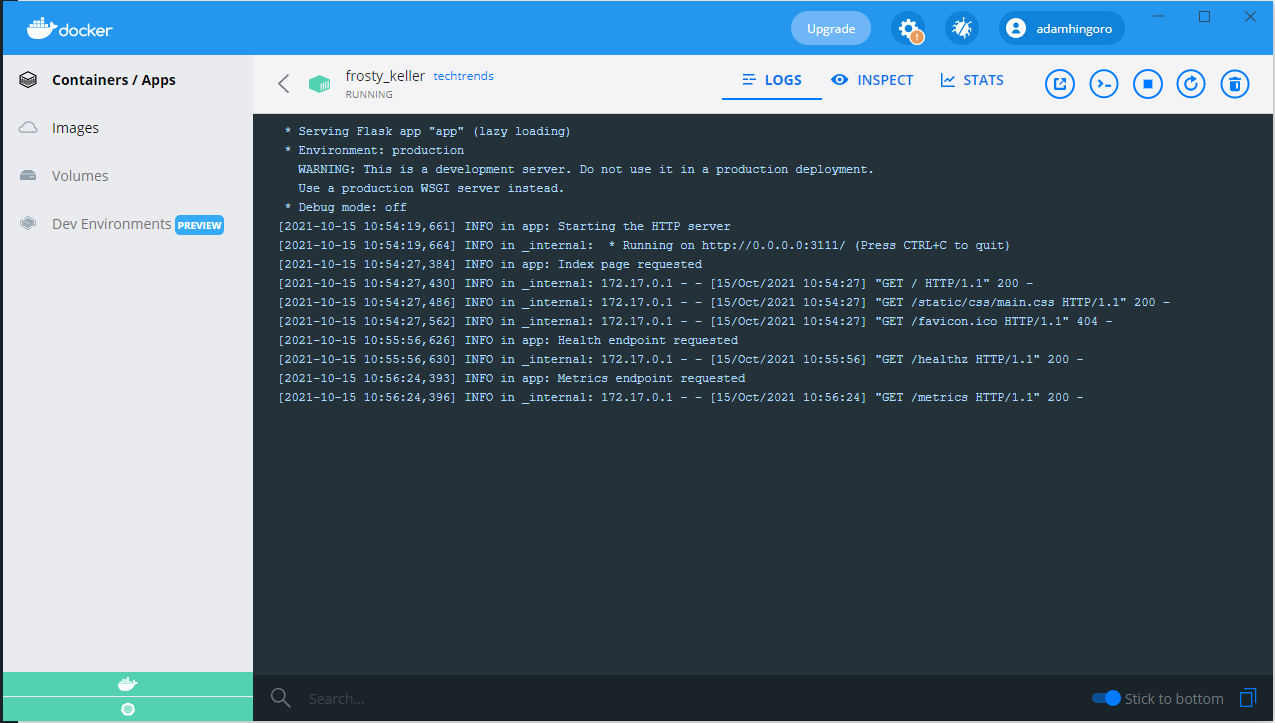 docker
Upgrade
adamhingoro
Containers / Apps
Images
Volumes
Dev Environments PREVIEW
frosty_keller techtrends
RUNNING
LOGS
INSPECT
STATS
* Serving Flask app "app" (lazy loading)
* Environment: production
WARNING: This is a development server. Do not use it in a production deployment.
Use a production WSGI server instead.
* Debug mode: off
[2021-10-15 10:54:19,661] INFO in app: Starting the HTTP server
[2021-10-15 10:54:19,664] INFO in _internal:  * Running on http://0.0.0.0:3111/ (Press CTRL+C to quit)
[2021-10-15 10:54:27,384] INFO in app: Index page requested
[2021-10-15 10:54:27,430] INFO in _internal: 172.17.0.1 - - [15/Oct/2021 10:54:27] "GET / HTTP/1.1" 200 -
[2021-10-15 10:54:27,486] INFO in _internal: 172.17.0.1 - - [15/Oct/2021 10:54:27] "GET /static/css/main.css HTTP/1.1" 200 -
[2021-10-15 10:54:27,562] INFO in _internal: 172.17.0.1 - - [15/Oct/2021 10:54:27] "GET /favicon.ico HTTP/1.1" 404 -
[2021-10-15 10:55:56,626] INFO in app: Health endpoint requested
[2021-10-15 10:55:56,630] INFO in _internal: 172.17.0.1 - - [15/Oct/2021 10:55:56] "GET /healthz HTTP/1.1" 200 -
[2021-10-15 10:56:24,393] INFO in app: Metrics endpoint requested
[2021-10-15 10:56:24,396] INFO in _internal: 172.17.0.1 - - [15/Oct/2021 10:56:24] "GET /metrics HTTP/1.1" 200 -
Search...
Stick to bottom